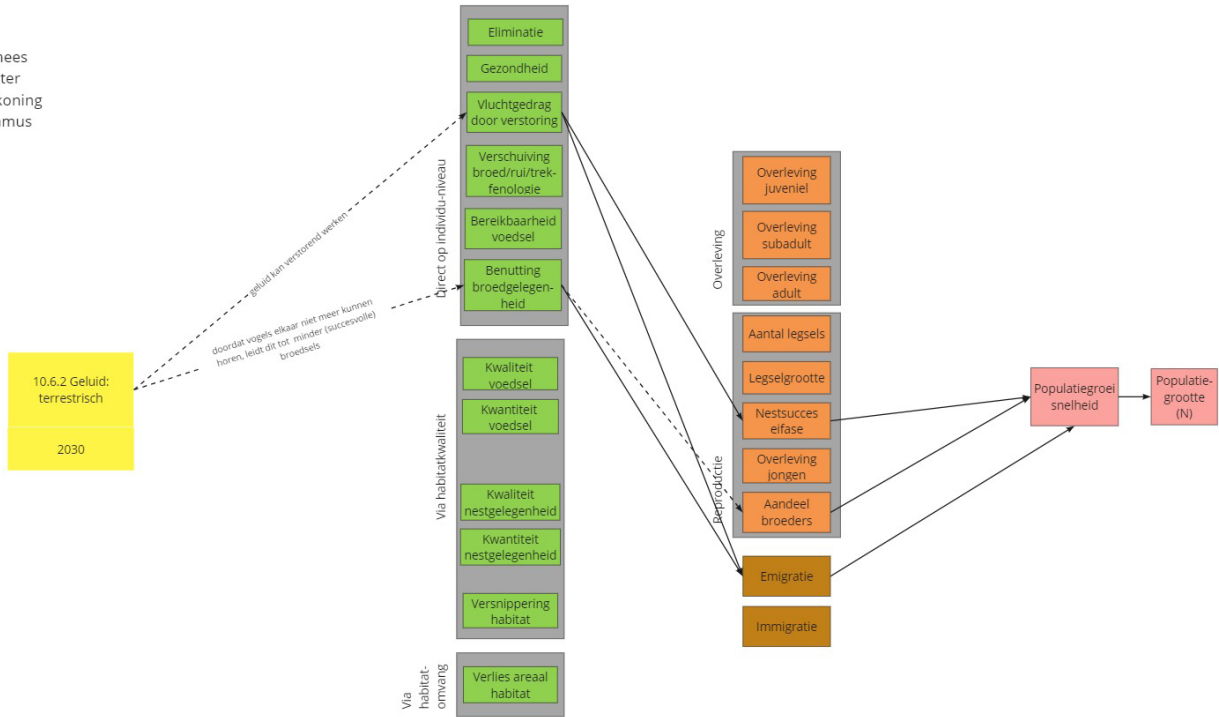 nees
ter
koning
mus
Eliminatie
Gezondheid
Vluchtgedrag
door verstoring
Verschuiving
broed/rui/trek-
fenologie
Bereikbaarheid
voedsel
Benutting
broedgelegen-
heid
Direct op individu-niveau
geluid kan verstorend werken
doordat vogels elkaar niet meer kunnen
horen, leidt dit tot minder (succesvolle)
broedsels
10.6.2 Geluid:
terrestrisch
2030
Kwaliteit
voedsel
Kwantiteit
voedsel
Kwaliteit
nestgelegenheid
Kwantiteit
nestgelegenheid
Versnippering
habitat
Via habitatkwaliteit
Verlies areaal
habitat
Via
habitat-
omvang
Overleving
juveniel
Overleving
subadult
Overleving
adult
Overleving
Aantal legsels
Legselgrootte
Nestsucces
eifase
Overleving
jongen
Aandeel
broeders
Reproductie
Emigratie
Immigratie
Populatiegroei
snelheid
Populatie-
grootte
(N)